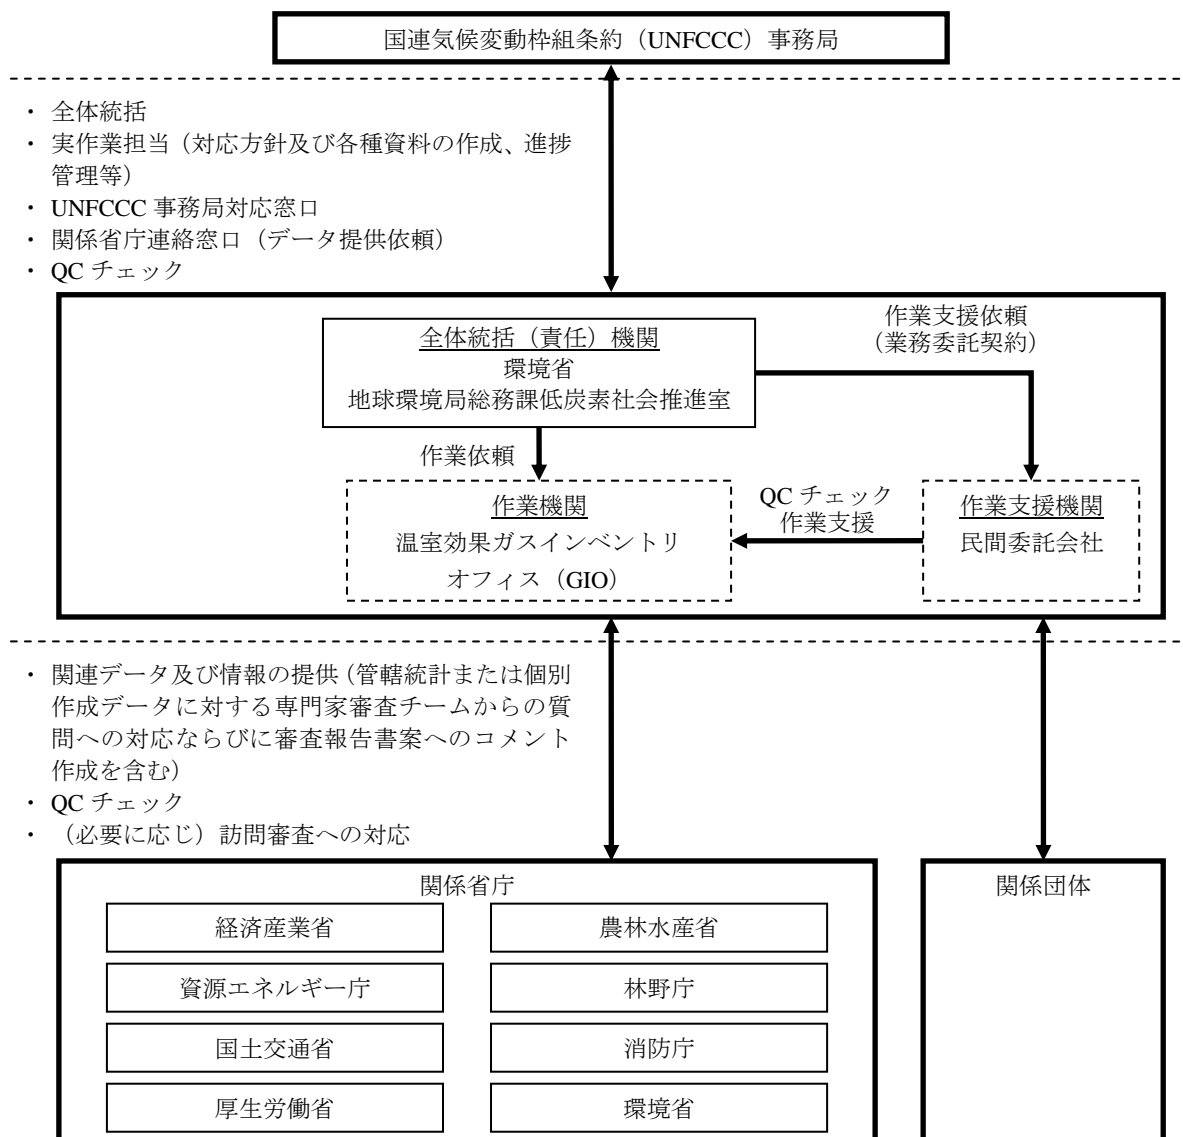 国連気候変動枠組条約（UNFCCC）事務局
・ 全体統括
・ 実作業担当（対応方針及び各種資料の作成、進捗
管理等）
・ UNFCCC 事務局対応窓口
・ 関係省庁連絡窓口（データ提供依頼）
・ QC チェック
全体統括（責任）機関
環境省
地球環境局総務課低炭素社会推進室
作業支援依頼
（業務委託契約）
作業依頼
作業機関
温室効果ガスインベントリ
オフィス（GIO）
QC チェック
作業支援
作業支援機関
民間委託会社
・ 関連データ及び情報の提供（管轄統計または個別
作成データに対する専門家審査チームからの質
問への対応ならびに審査報告書案へのコメント
作成を含む）
・ QC チェック
・ （必要に応じ）訪問審査への対応
関係省庁
経済産業省
農林水産省
資源エネルギー庁
林野庁
国土交通省
消防庁
厚生労働省
環境省
関係団体